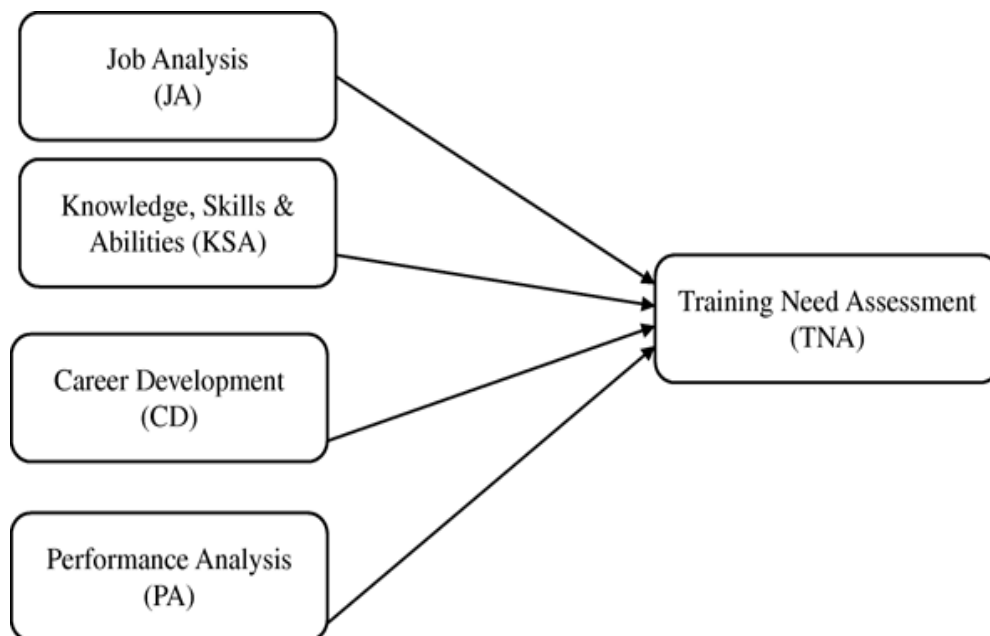 Job Analysis
(JA)
Knowledge, Skills &
Abilities (KSA)
Career Development
(CD)
Performance Analysis
(PA)
Training Need Assessment
(TNA)